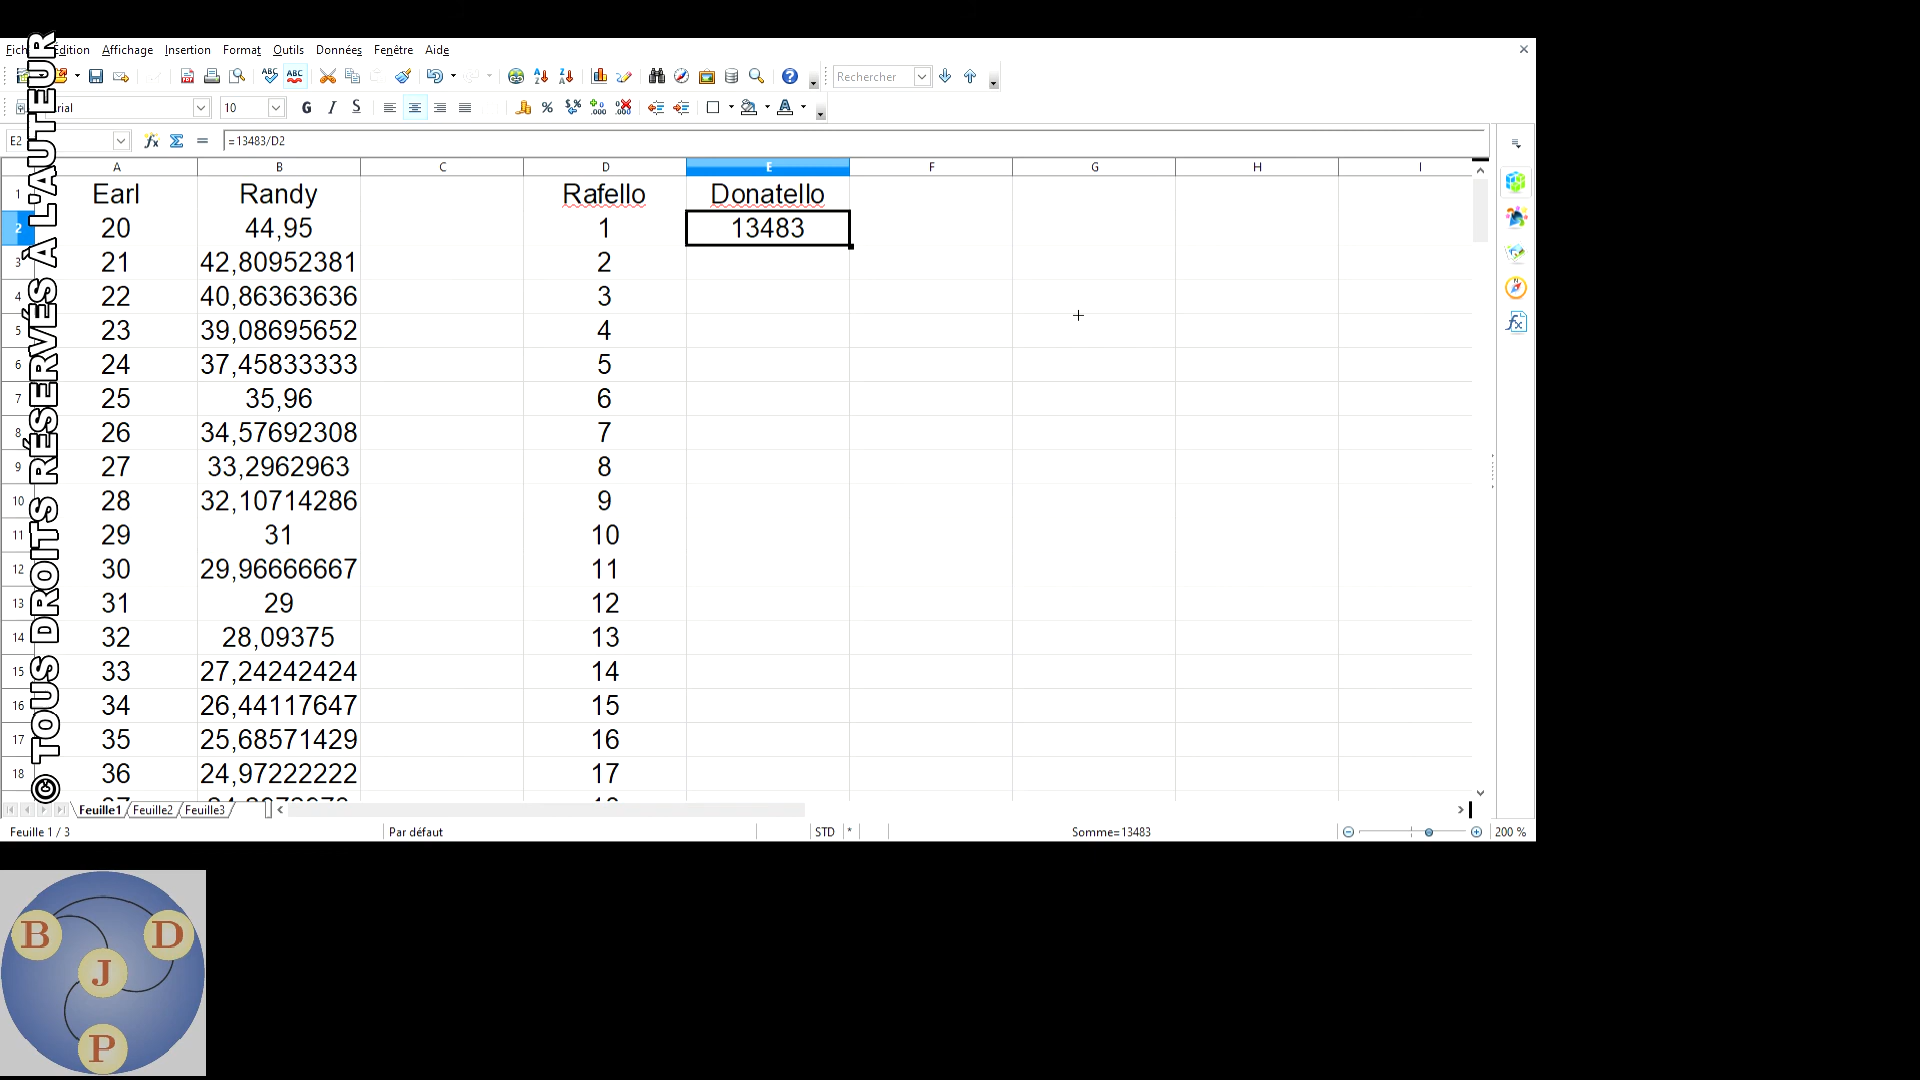 Fich Édition Affichage Insertion Format Outils Données Fenêtre Aide
Rechercher
rial 10 G I S
E2 =13483/D2
A B C D E F G H I
1 Earl Randy Rafello Donatello
2 20 44,95 1 13483
3 21 42,80952381 2
4 22 40,86363636 3
5 23 39,08695652 4
6 24 37,45833333 5
7 25 35,96 6
8 26 34,57692308 7
9 27 33,2962963 8
10 28 32,10714286 9
11 29 31 10
12 30 29,96666667 11
13 31 29 12
14 32 28,09375 13
15 33 27,24242424 14
16 34 26,44117647 15
17 35 25,68571429 16
18 36 24,97222222 17
Feuille1 Feuille2 Feuille3
Feuille 1 / 3 Par défaut STD * Somme=13483 200 %
© TOUS DROITS RÉSERVÉS À L'AUTEUR
B D
J
P